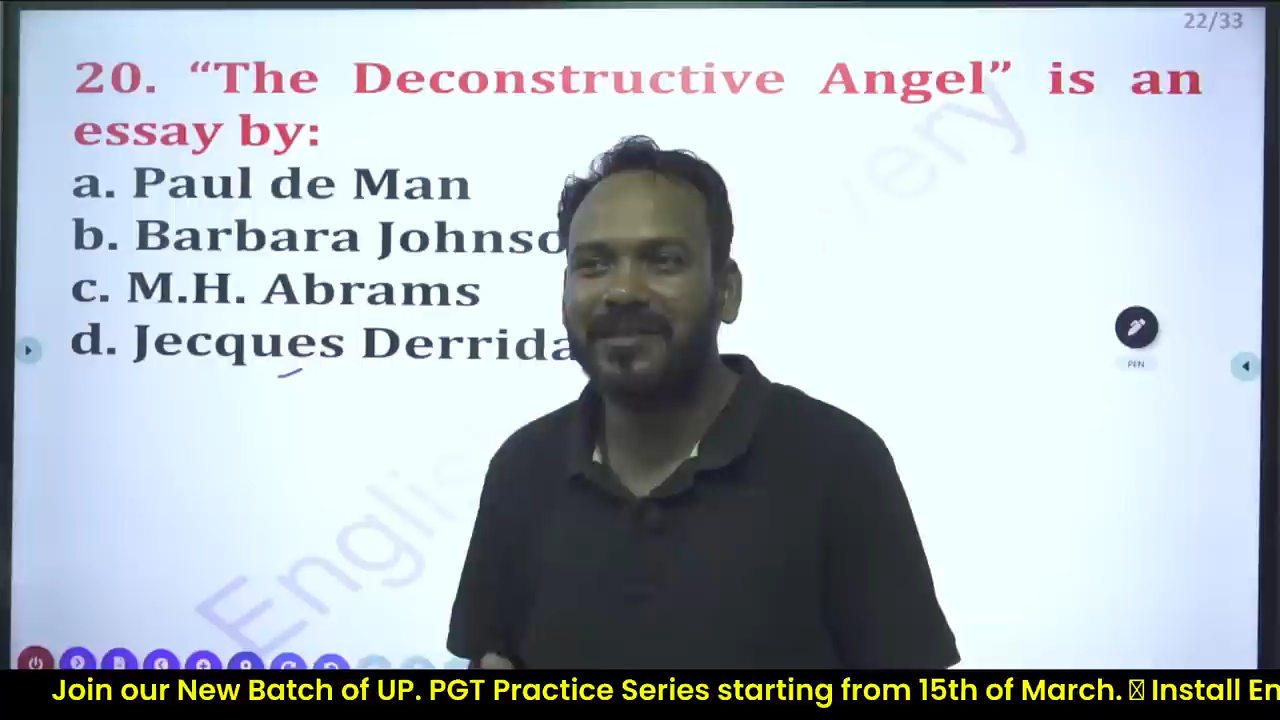 22/33
20. “The Deconstructive Angel” is an
essay by:
a. Paul de Man
b. Barbara Johnso
c. M.H. Abrams
d. Jecques Derrida
PEN
Join our New Batch of UP. PGT Practice Series starting from 15th of March. Install En